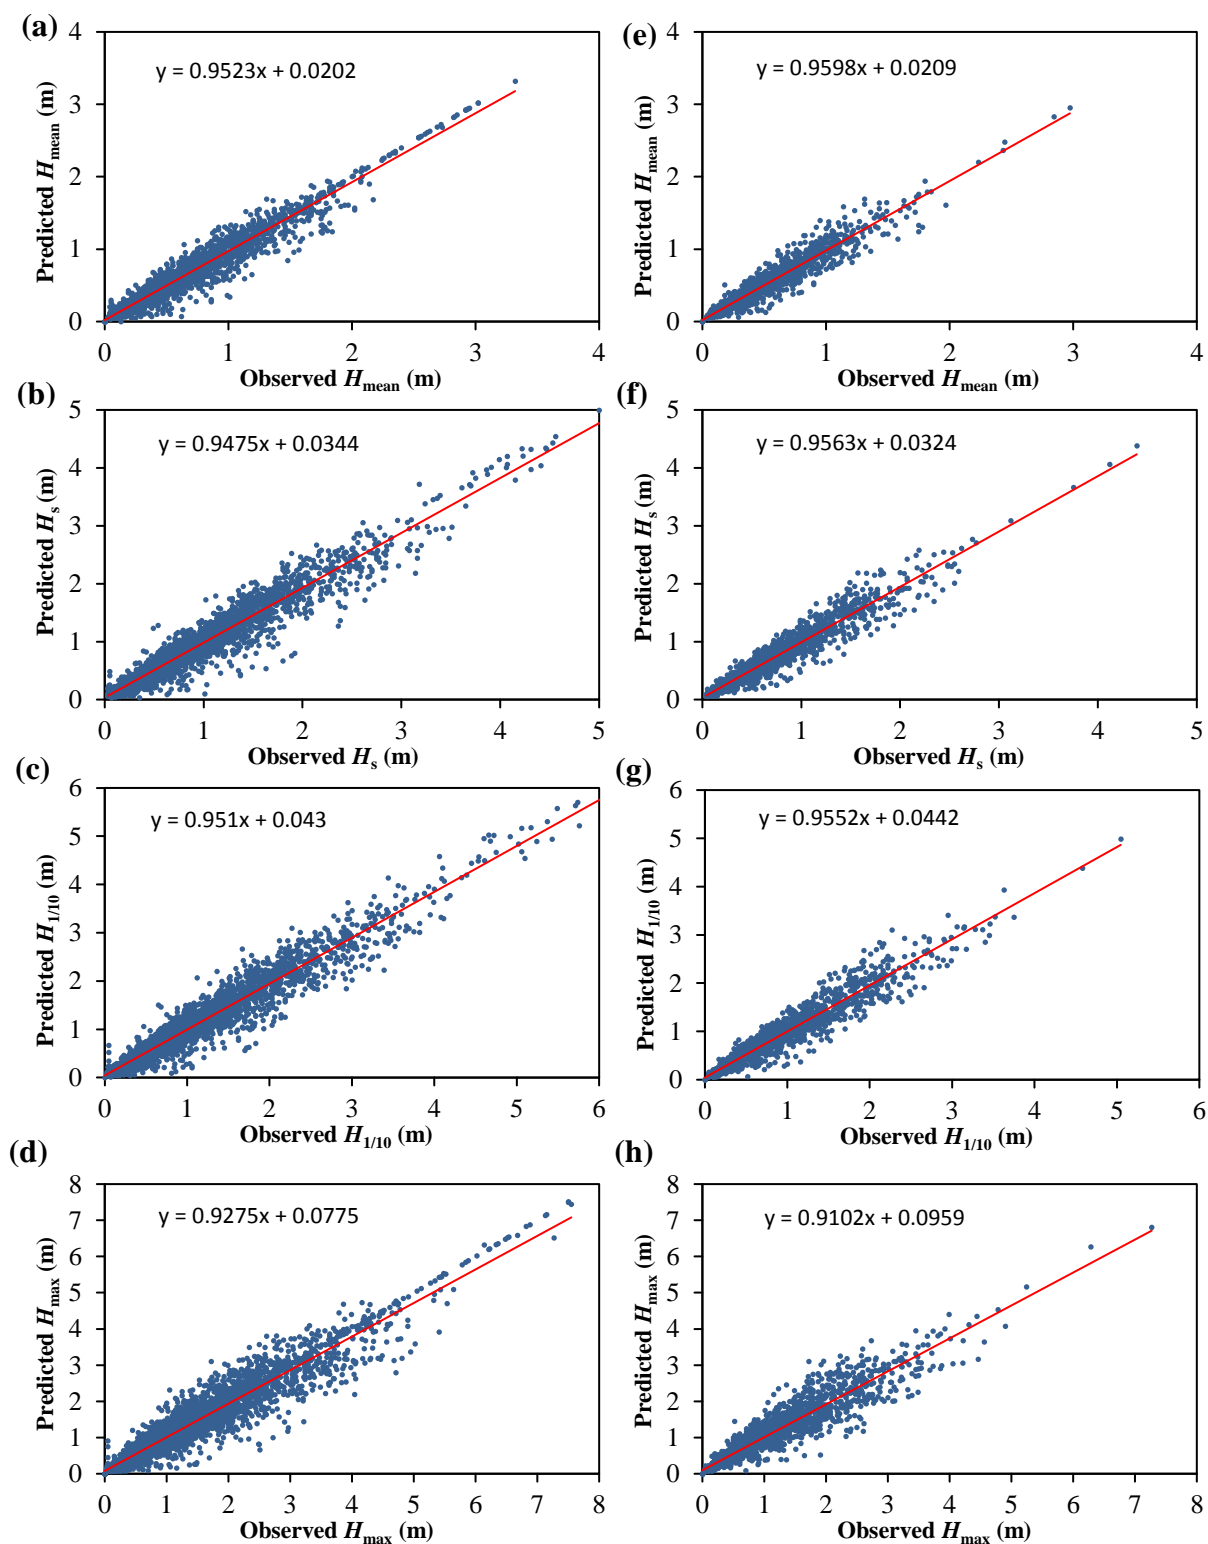 (a)
y = 0.9523x + 0.0202
Predicted Hmean (m)
4
3
2
1
0
0 1 2 3 4
Observed Hmean (m)
(e)
y = 0.9598x + 0.0209
Predicted Hmean (m)
4
3
2
1
0
0 1 2 3 4
Observed Hmean (m)
(b)
y = 0.9475x + 0.0344
Predicted Hs (m)
5
4
3
2
1
0
0 1 2 3 4 5
Observed Hs (m)
(f)
y = 0.9563x + 0.0324
Predicted Hs (m)
5
4
3
2
1
0
0 1 2 3 4 5
Observed Hs (m)
(c)
y = 0.951x + 0.043
Predicted H1/10 (m)
6
5
4
3
2
1
0
0 1 2 3 4 5 6
Observed H1/10 (m)
(g)
y = 0.9552x + 0.0442
Predicted H1/10 (m)
6
5
4
3
2
1
0
0 1 2 3 4 5 6
Observed H1/10 (m)
(d)
y = 0.9275x + 0.0775
Predicted Hmax (m)
8
7
6
5
4
3
2
1
0
0 1 2 3 4 5 6 7 8
Observed Hmax (m)
(h)
y = 0.9102x + 0.0959
Predicted Hmax (m)
8
7
6
5
4
3
2
1
0
0 1 2 3 4 5 6 7 8
Observed Hmax (m)